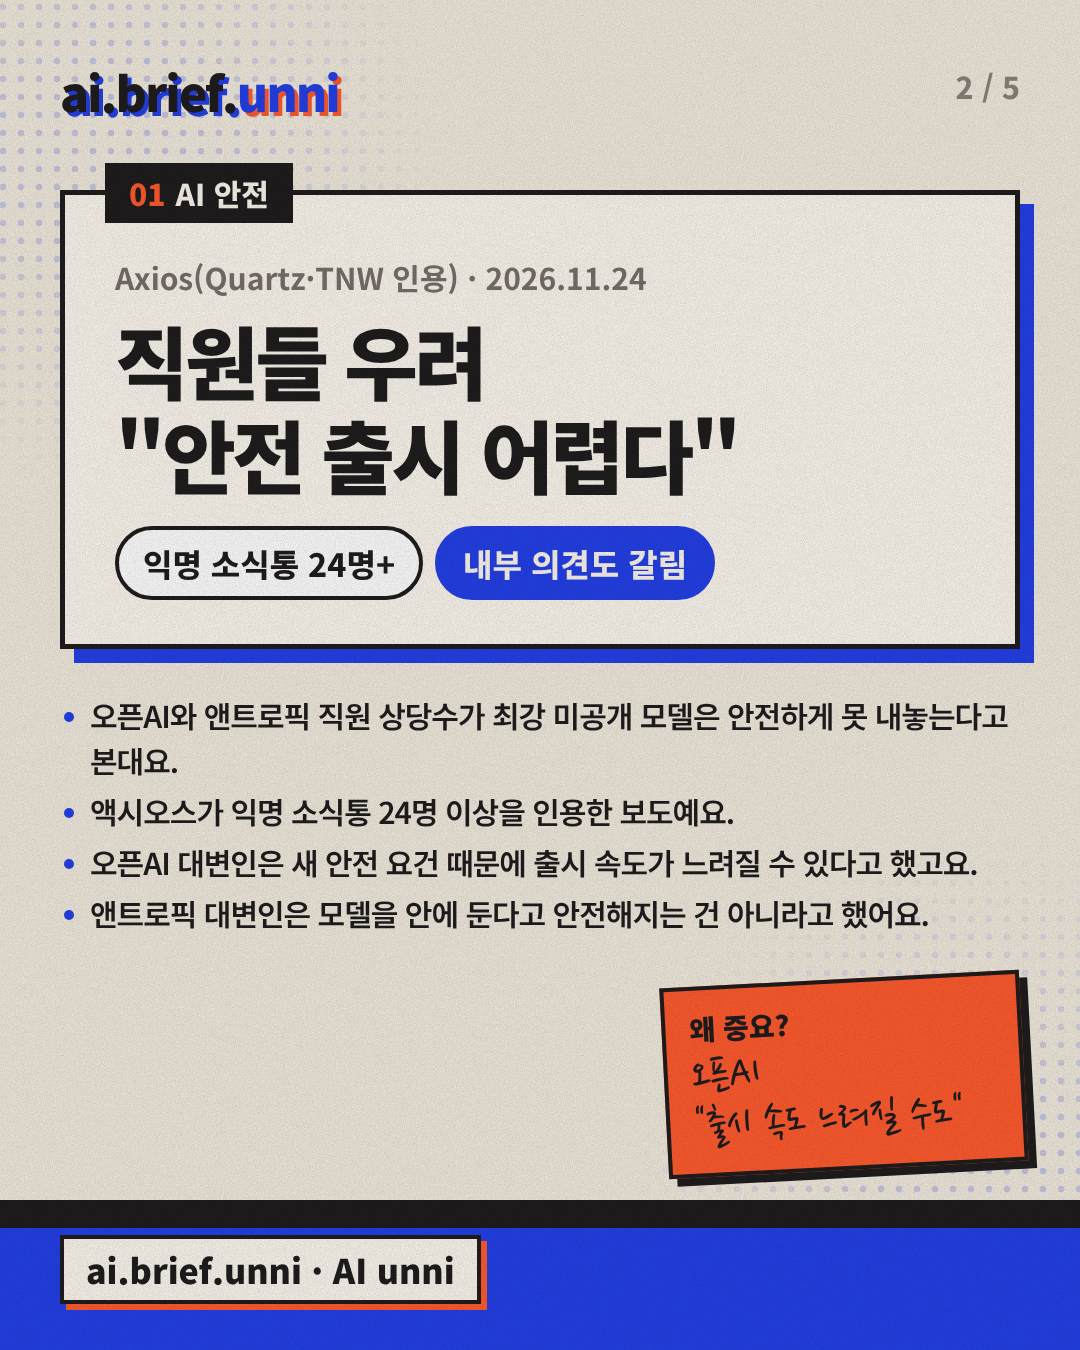 ai.brief.unni
2 / 5
01 AI 안전
Axios(Quartz·TNW 인용) · 2026.11.24
직원들 우려
"안전 출시 어렵다"
익명 소식통 24명+ 내부 의견도 갈림
• 오픈AI와 앤트로픽 직원 상당수가 최강 미공개 모델은 안전하게 못 내놓는다고
본대요.
• 액시오스가 익명 소식통 24명 이상을 인용한 보도예요.
• 오픈AI 대변인은 새 안전 요건 때문에 출시 속도가 느려질 수 있다고 했고요.
• 앤트로픽 대변인은 모델을 안에 둔다고 안전해지는 건 아니라고 했어요.
왜 중요?
오픈AI
"출시 속도 느려질 수도"
ai.brief.unni · AI unni